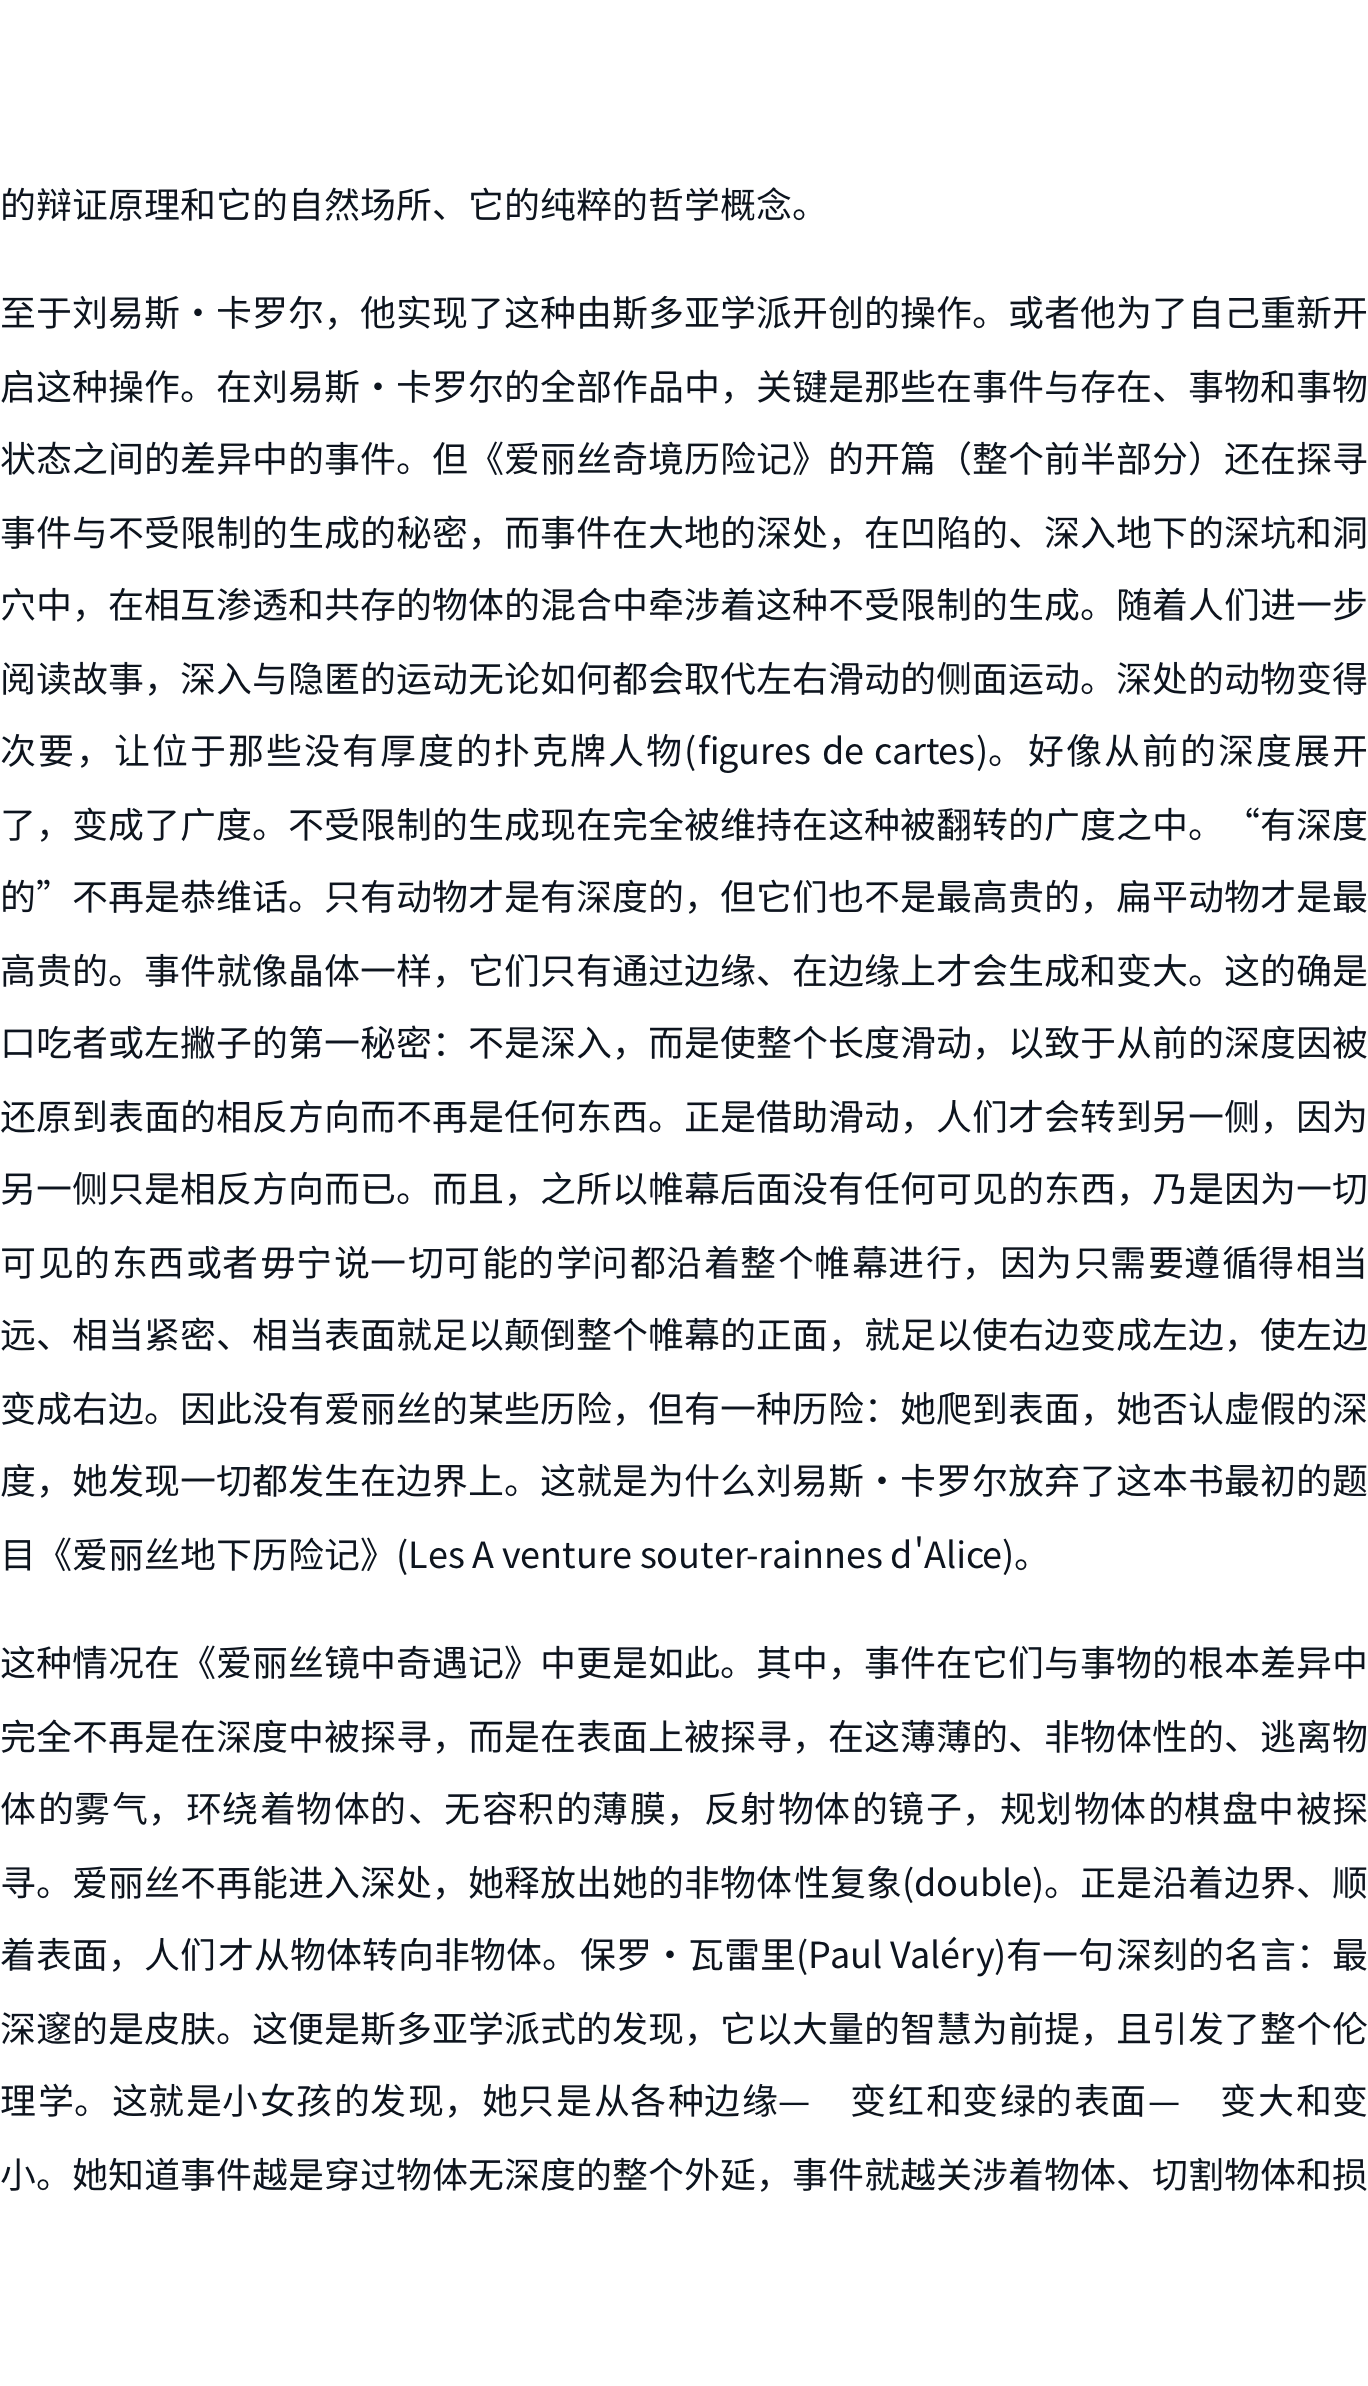 的辩证原理和它的自然场所、它的纯粹的哲学概念。
至于刘易斯·卡罗尔，他实现了这种由斯多亚学派开创的操作。或者他为了自己重新开
启这种操作。在刘易斯·卡罗尔的全部作品中，关键是那些在事件与存在、事物和事物
状态之间的差异中的事件。但《爱丽丝奇境历险记》的开篇（整个前半部分）还在探寻
事件与不受限制的生成的秘密，而事件在大地的深处，在凹陷的、深入地下的深坑和洞
穴中，在相互渗透和共存的物体的混合中牵涉着这种不受限制的生成。随着人们进一步
阅读故事，深入与隐匿的运动无论如何都会取代左右滑动的侧面运动。深处的动物变得
次要，让位于那些没有厚度的扑克牌人物(figures de cartes)。好像从前的深度展开
了，变成了广度。不受限制的生成现在完全被维持在这种被翻转的广度之中。“有深度
的”不再是恭维话。只有动物才是有深度的，但它们也不是最高贵的，扁平动物才是最
高贵的。事件就像晶体一样，它们只有通过边缘、在边缘上才会生成和变大。这的确是
口吃者或左撇子的第一秘密：不是深入，而是使整个长度滑动，以致于从前的深度因被
还原到表面的相反方向而不再是任何东西。正是借助滑动，人们才会转到另一侧，因为
另一侧只是相反方向而已。而且，之所以帷幕后面没有任何可见的东西，乃是因为一切
可见的东西或者毋宁说一切可能的学问都沿着整个帷幕进行，因为只需要遵循得相当
远、相当紧密、相当表面就足以颠倒整个帷幕的正面，就足以使右边变成左边，使左边
变成右边。因此没有爱丽丝的某些历险，但有一种历险：她爬到表面，她否认虚假的深
度，她发现一切都发生在边界上。这就是为什么刘易斯·卡罗尔放弃了这本书最初的题
目《爱丽丝地下历险记》(Les A venture souter-rainnes d'Alice)。
这种情况在《爱丽丝镜中奇遇记》中更是如此。其中，事件在它们与事物的根本差异中
完全不再是在深度中被探寻，而是在表面上被探寻，在这薄薄的、非物体性的、逃离物
体的雾气，环绕着物体的、无容积的薄膜，反射物体的镜子，规划物体的棋盘中被探
寻。爱丽丝不再能进入深处，她释放出她的非物体性复象(double)。正是沿着边界、顺
着表面，人们才从物体转向非物体。保罗·瓦雷里(Paul Valéry)有一句深刻的名言：最
深邃的是皮肤。这便是斯多亚学派式的发现，它以大量的智慧为前提，且引发了整个伦
理学。这就是小女孩的发现，她只是从各种边缘—　变红和变绿的表面—　变大和变
小。她知道事件越是穿过物体无深度的整个外延，事件就越关涉着物体、切割物体和损